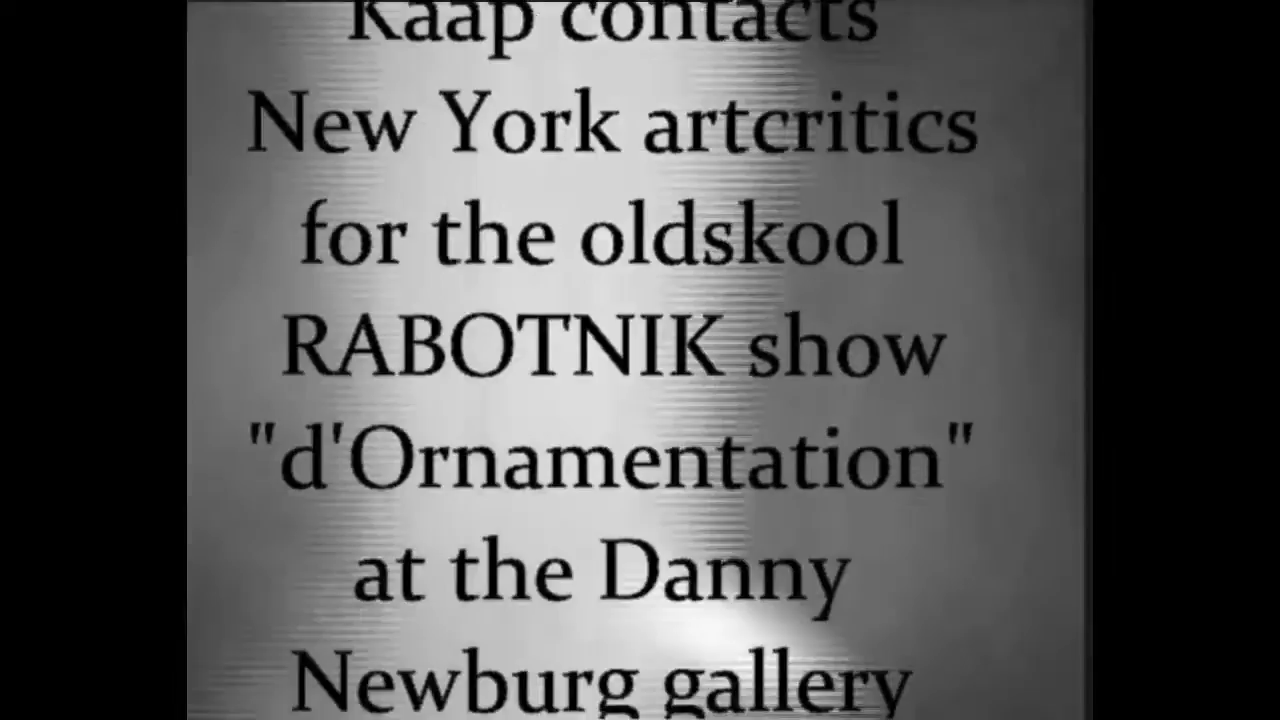 Kaap contacts
New York artcritics
for the oldskool
RABOTNIK show
"d'Ornamentation"
at the Danny
Newburg gallery